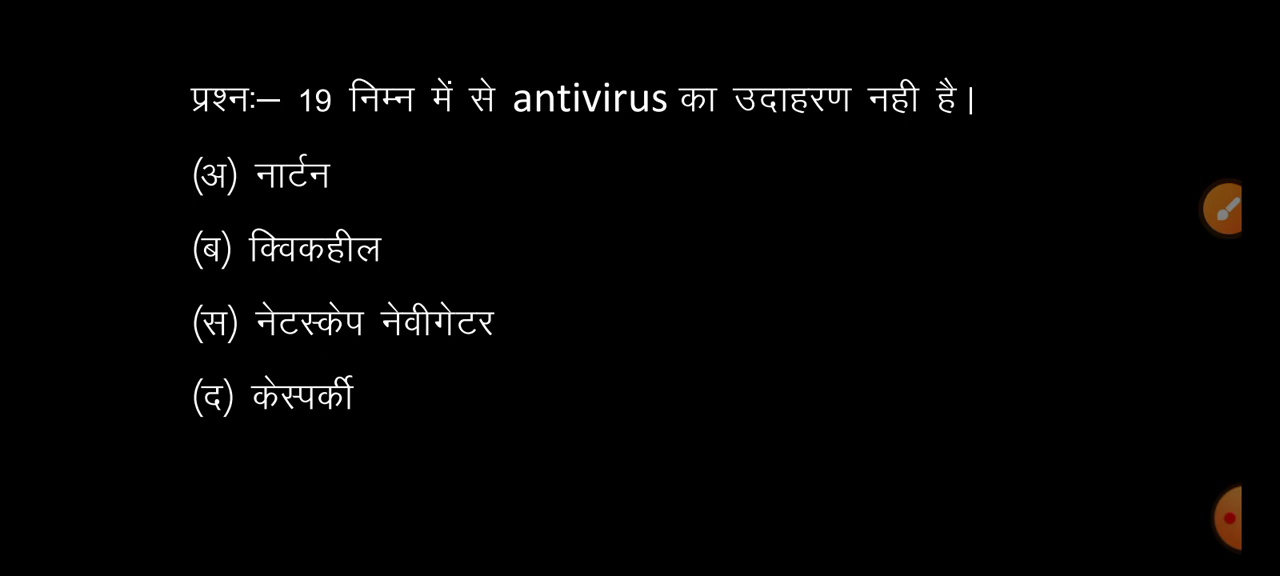 प्रश्नः– 19 निम्न में से antivirus का उदाहरण नही है।
(अ) नार्टन
(ब) क्विकहील
(स) नेटस्केप नेवीगेटर
(द) केस्पर्की